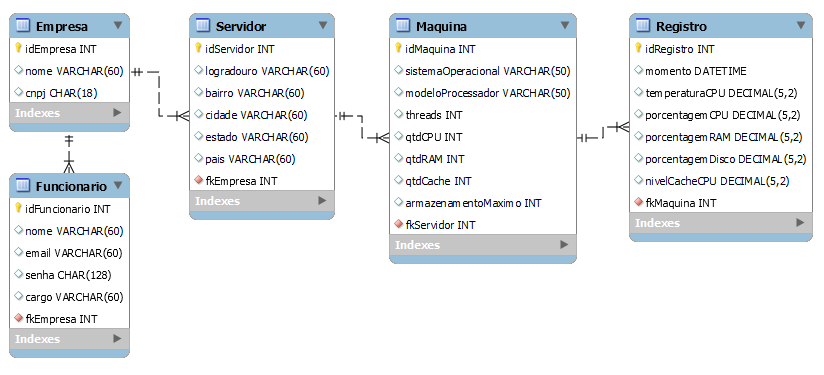 Empresa
idEmpresa INT
nome VARCHAR(60)
cnpj CHAR(18)
Indexes
Funcionario
idFuncionario INT
nome VARCHAR(60)
email VARCHAR(60)
senha CHAR(128)
cargo VARCHAR(60)
fkEmpresa INT
Indexes
Servidor
idServidor INT
logradouro VARCHAR(60)
bairro VARCHAR(60)
cidade VARCHAR(60)
estado VARCHAR(60)
pais VARCHAR(60)
fkEmpresa INT
Indexes
Maquina
idMaquina INT
sistemaOperacional VARCHAR(50)
modeloProcessador VARCHAR(50)
threads INT
qtdCPU INT
qtdRAM INT
qtdCache INT
armazenamentoMaximo INT
fkServidor INT
Indexes
Registro
idRegistro INT
momento DATETIME
temperaturaCPU DECIMAL(5,2)
porcentagemCPU DECIMAL(5,2)
porcentagemRAM DECIMAL(5,2)
porcentagemDisco DECIMAL(5,2)
nivelCacheCPU DECIMAL(5,2)
fkMaquina INT
Indexes